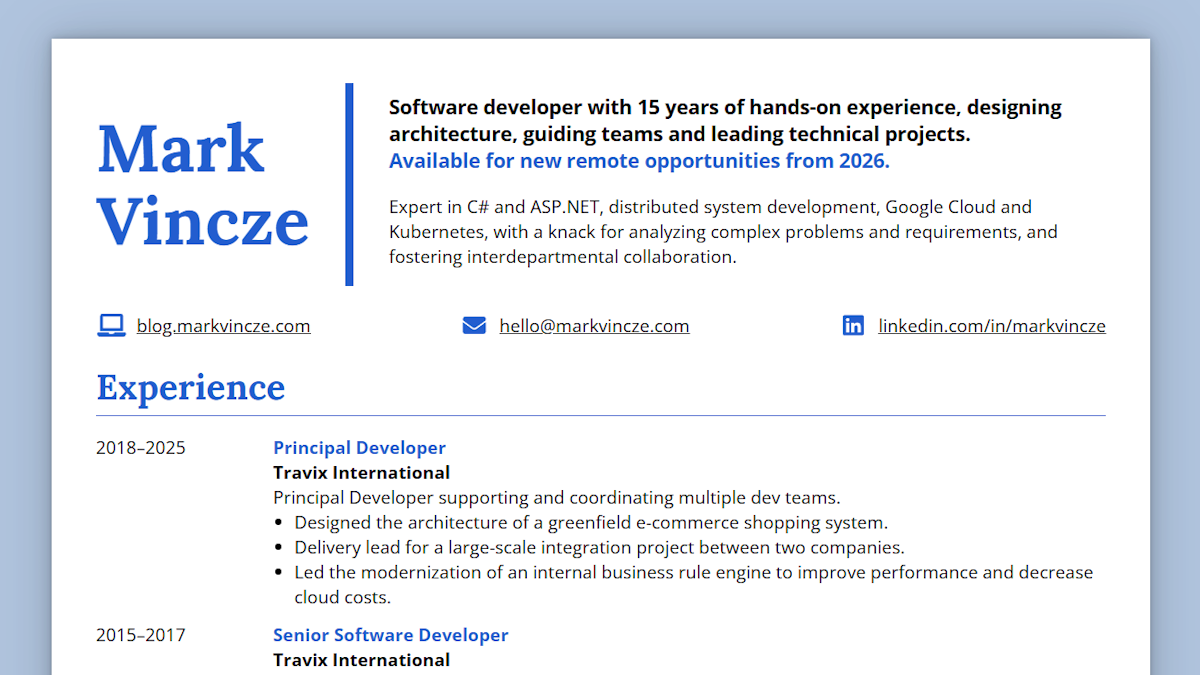 Mark
Vincze
Software developer with 15 years of hands-on experience, designing
architecture, guiding teams and leading technical projects.
Available for new remote opportunities from 2026.
Expert in C# and ASP.NET, distributed system development, Google Cloud and
Kubernetes, with a knack for analyzing complex problems and requirements, and
fostering interdepartmental collaboration.
blog.markvincze.com
hello@markvincze.com
linkedin.com/in/markvincze
Experience
2018–2025
Principal Developer
Travix International
Principal Developer supporting and coordinating multiple dev teams.
• Designed the architecture of a greenfield e-commerce shopping system.
• Delivery lead for a large-scale integration project between two companies.
• Led the modernization of an internal business rule engine to improve performance and decrease
cloud costs.
2015–2017
Senior Software Developer
Travix International